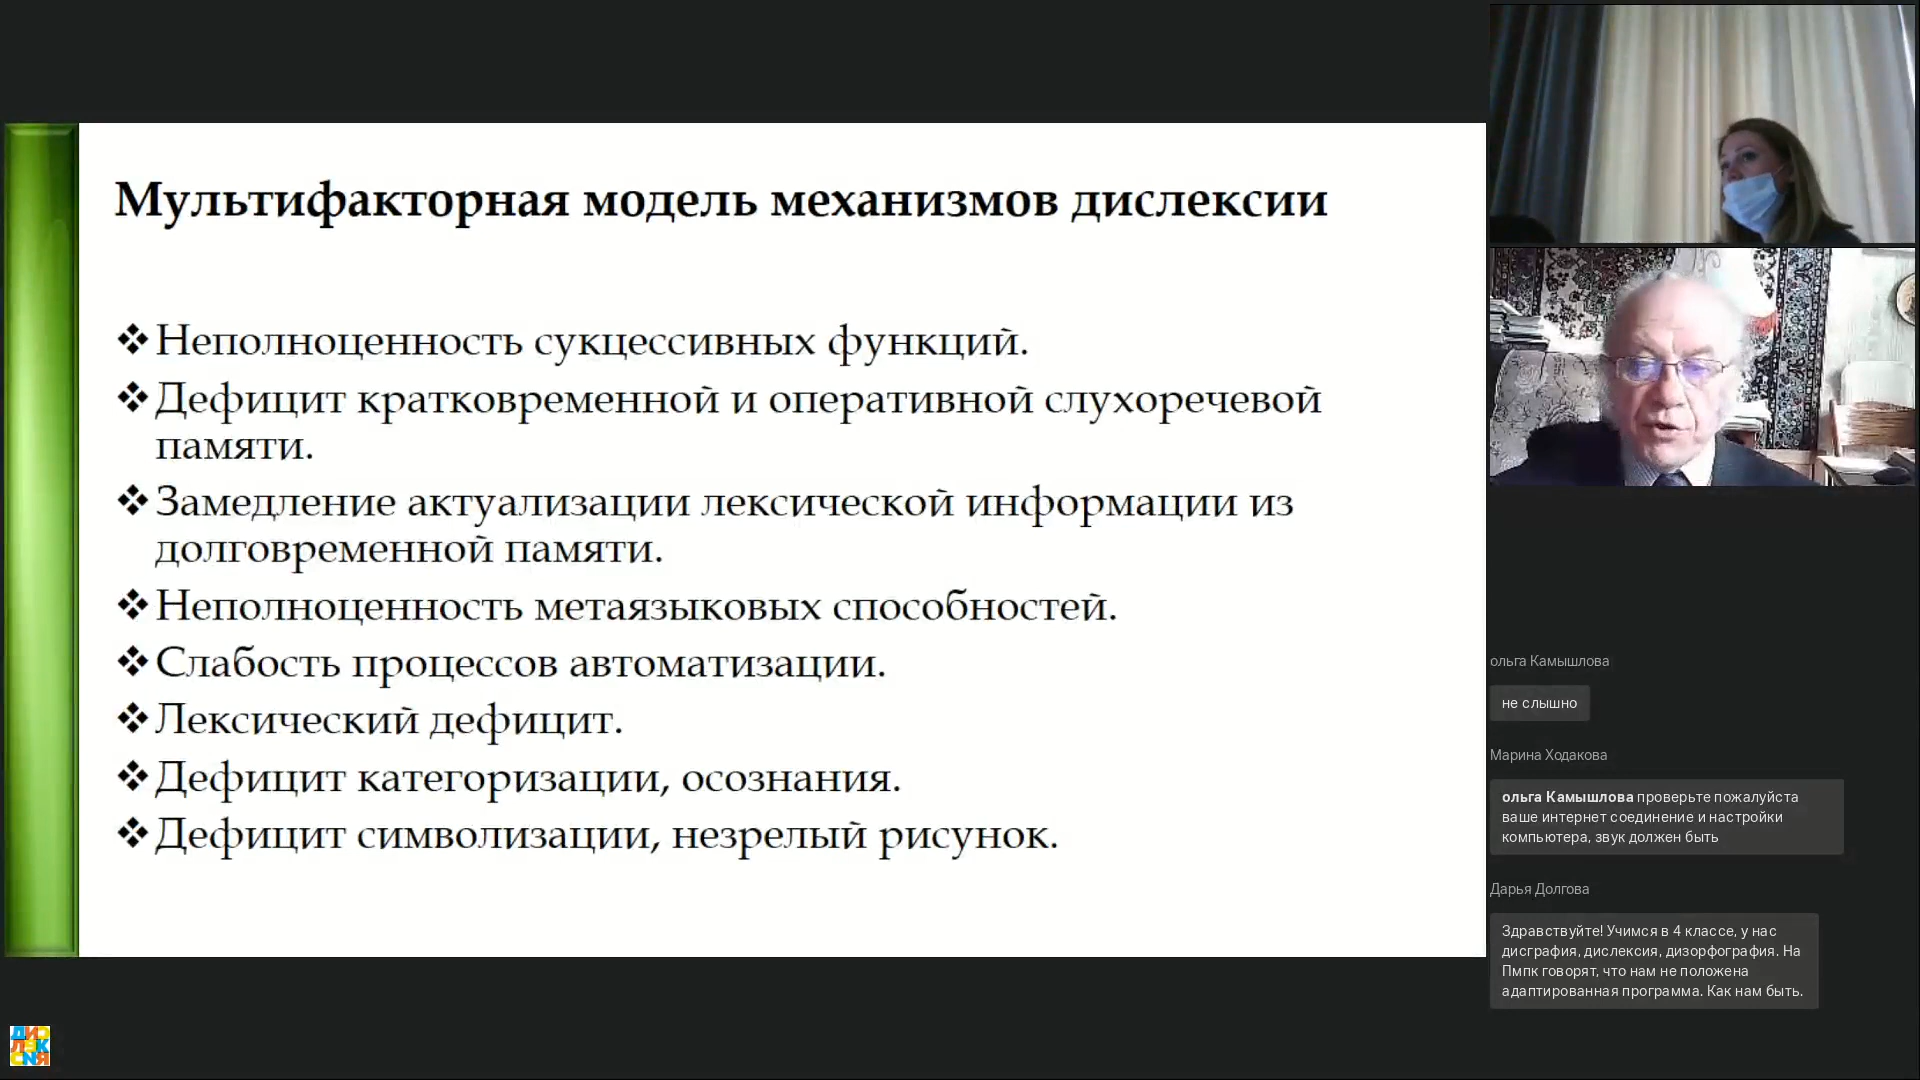 Мультифакторная модель механизмов дислексии
❖Неполноценность сукцессивных функций.
❖Дефицит кратковременной и оперативной слухоречевой
памяти.
❖Замедление актуализации лексической информации из
долговременной памяти.
❖Неполноценность метаязыковых способностей.
❖Слабость процессов автоматизации.
❖Лексический дефицит.
❖Дефицит категоризации, осознания.
❖Дефицит символизации, незрелый рисунок.
ольга Камышлова
не слышно
Марина Ходакова
ольга Камышлова проверьте пожалуйста
ваше интернет соединение и настройки
компьютера, звук должен быть
Дарья Долгова
Здравствуйте! Учимся в 4 классе, у нас
дисграфия, дислексия, дизорфография. На
Пмпк говорят, что нам не положена
адаптированная программа. Как нам быть.
ДИС
ЛЕК
СИЯ